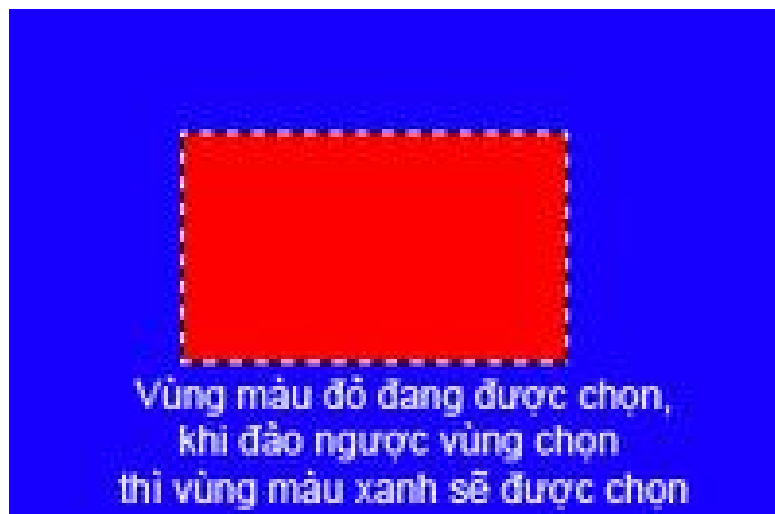 Vùng màu đỏ đang được chọn,
khi đảo ngược vùng chọn
thì vùng màu xanh sẽ được chọn